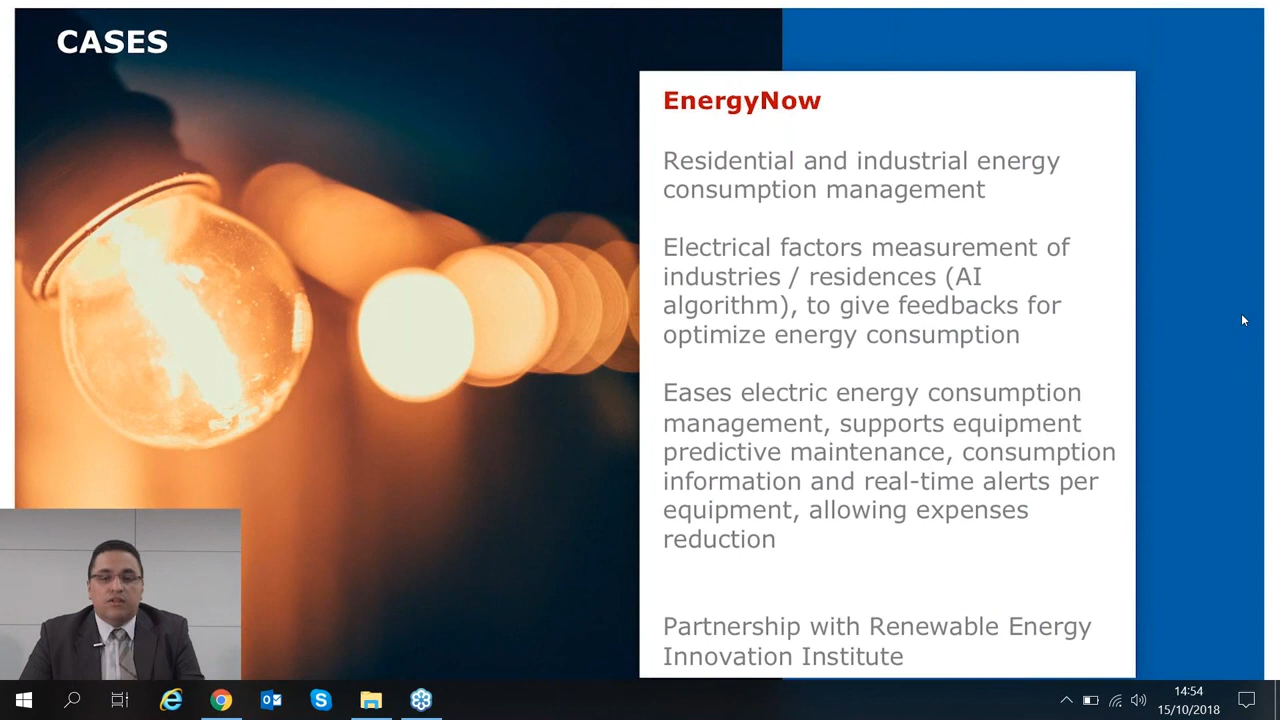 CASES
EnergyNow
Residential and industrial energy
consumption management
Electrical factors measurement of
industries / residences (AI
algorithm), to give feedbacks for
optimize energy consumption
Eases electric energy consumption
management, supports equipment
predictive maintenance, consumption
information and real-time alerts per
equipment, allowing expenses
reduction
Partnership with Renewable Energy
Innovation Institute
14:54
15/10/2018